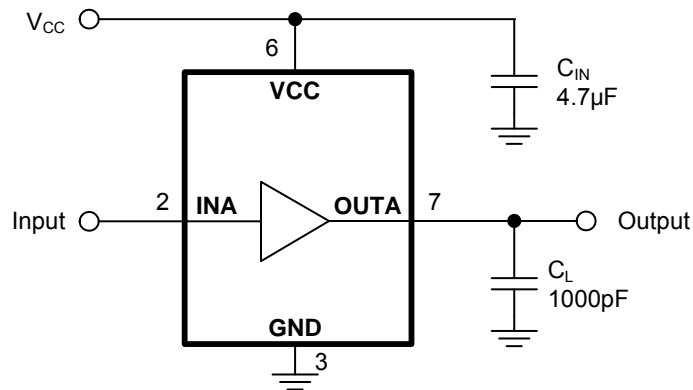 VCC
6
CIN
4.7µF
VCC
2
INA
OUTA
7
Input
Output
CL
1000pF
GND
3